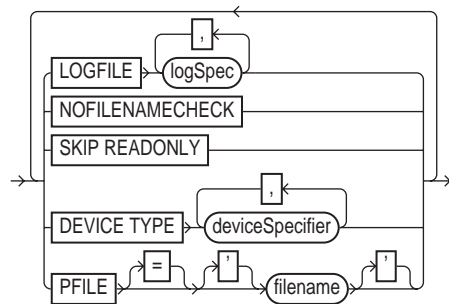 ,
LOGFILE logSpec
NOFILENAMECHECK
SKIP READONLY
,
DEVICE TYPE deviceSpecifier
PFILE = ' filename '